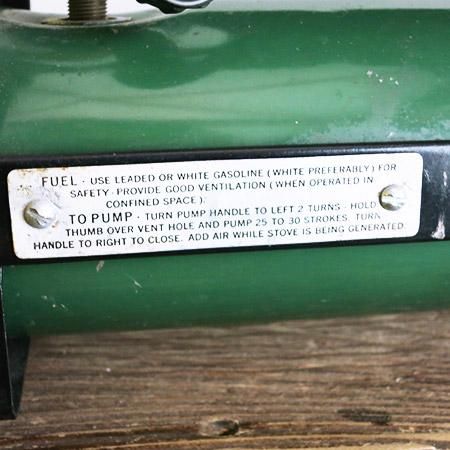 FUEL · USE LEADED OR WHITE GASOLINE (WHITE PREFERABLY) FOR
SAFETY · PROVIDE GOOD VENTILATION (WHEN OPERATED IN
CONFINED SPACE).
TO PUMP · TURN PUMP HANDLE TO LEFT 2 TURNS · HOLD
THUMB OVER VENT HOLE AND PUMP 25 TO 30 STROKES. TURN
HANDLE TO RIGHT TO CLOSE. ADD AIR WHILE STOVE IS BEING GENERATED.